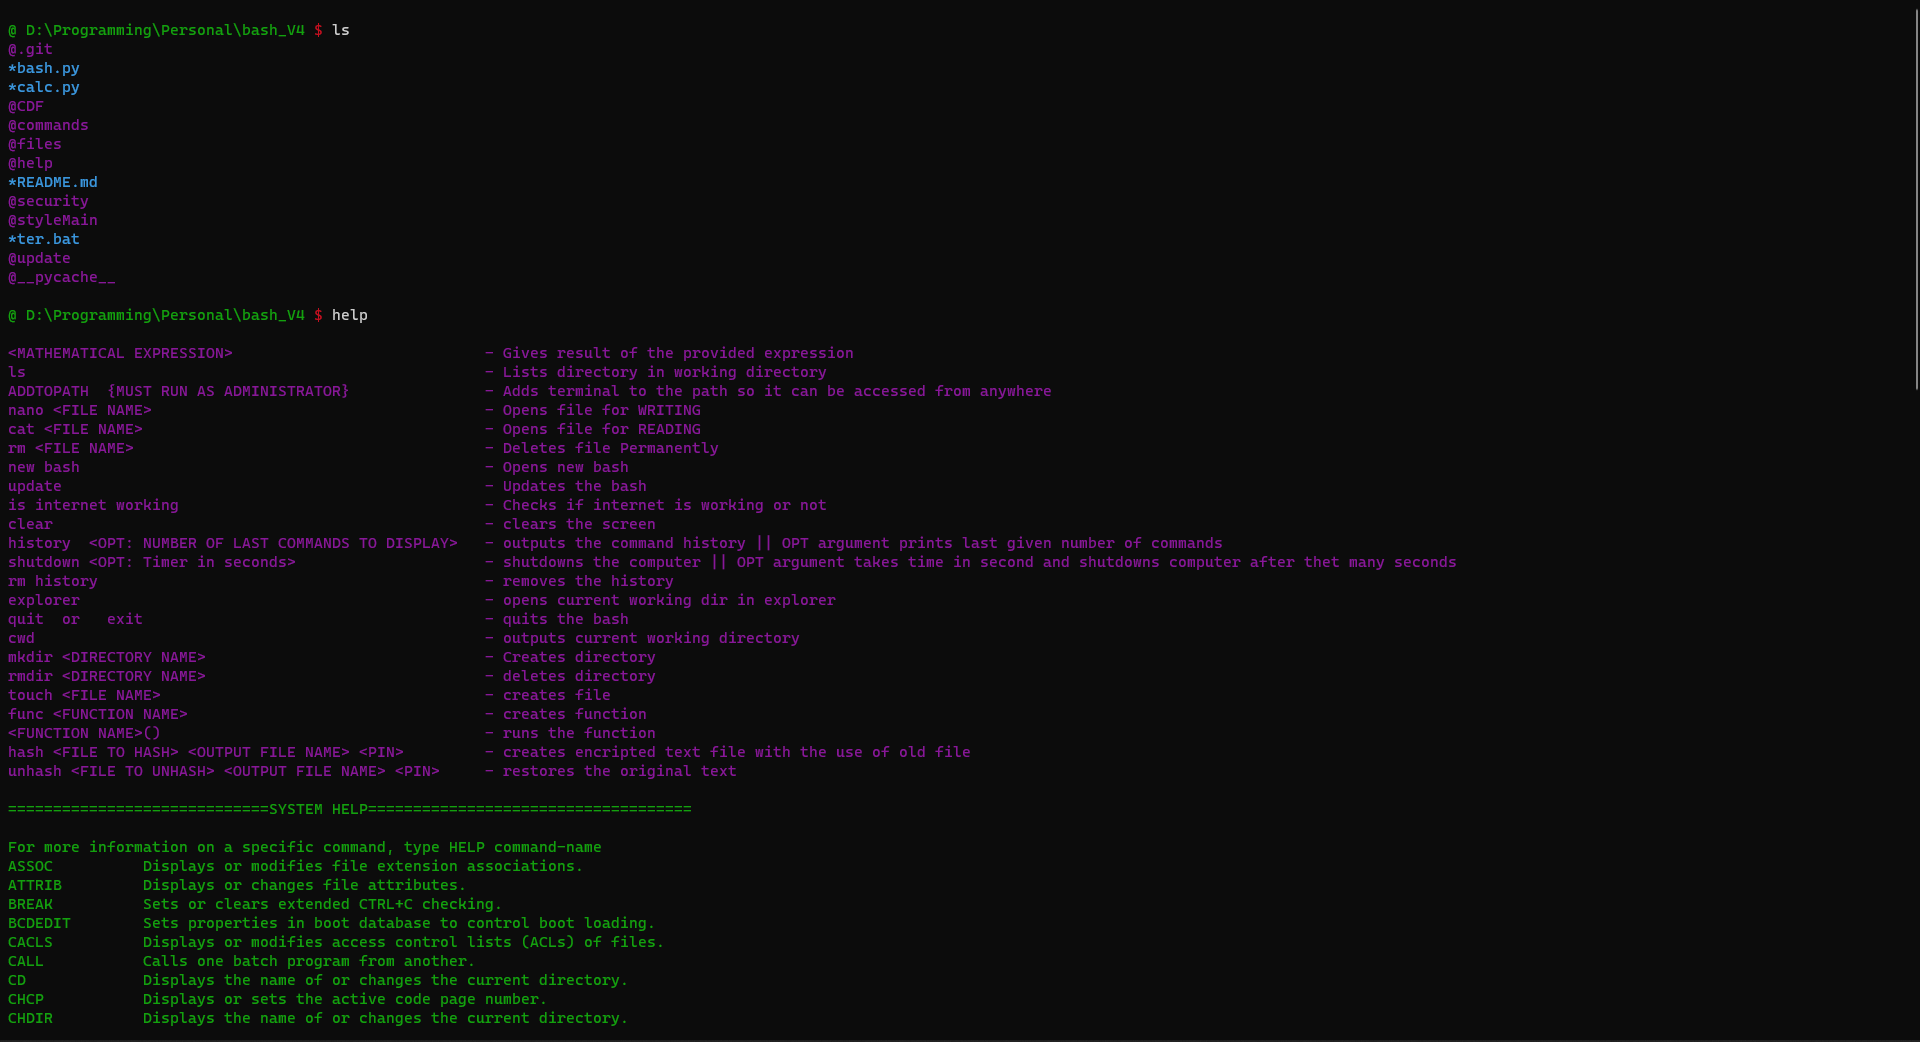 @ D:\Programming\Personal\bash_V4 $ ls
@.git
*bash.py
*calc.py
@CDF
@commands
@files
@help
*README.md
@security
@styleMain
*ter.bat
@update
@__pycache__
@ D:\Programming\Personal\bash_V4 $ help
<MATHEMATICAL EXPRESSION> - Gives result of the provided expression
ls - Lists directory in working directory
ADDTOPATH {MUST RUN AS ADMINISTRATOR} - Adds terminal to the path so it can be accessed from anywhere
nano <FILE NAME> - Opens file for WRITING
cat <FILE NAME> - Opens file for READING
rm <FILE NAME> - Deletes file Permanently
new bash - Opens new bash
update - Updates the bash
is internet working - Checks if internet is working or not
clear - clears the screen
history <OPT: NUMBER OF LAST COMMANDS TO DISPLAY> - outputs the command history || OPT argument prints last given number of commands
shutdown <OPT: Timer in seconds> - shutdowns the computer || OPT argument takes time in second and shutdowns computer after thet many seconds
rm history - removes the history
explorer - opens current working dir in explorer
quit or exit - quits the bash
cwd - outputs current working directory
mkdir <DIRECTORY NAME> - Creates directory
rmdir <DIRECTORY NAME> - deletes directory
touch <FILE NAME> - creates file
func <FUNCTION NAME> - creates function
<FUNCTION NAME>() - runs the function
hash <FILE TO HASH> <OUTPUT FILE NAME> <PIN> - creates encripted text file with the use of old file
unhash <FILE TO UNHASH> <OUTPUT FILE NAME> <PIN> - restores the original text
=============================SYSTEM HELP====================================
For more information on a specific command, type HELP command-name
ASSOC Displays or modifies file extension associations.
ATTRIB Displays or changes file attributes.
BREAK Sets or clears extended CTRL+C checking.
BCDEDIT Sets properties in boot database to control boot loading.
CACLS Displays or modifies access control lists (ACLs) of files.
CALL Calls one batch program from another.
CD Displays the name of or changes the current directory.
CHCP Displays or sets the active code page number.
CHDIR Displays the name of or changes the current directory.